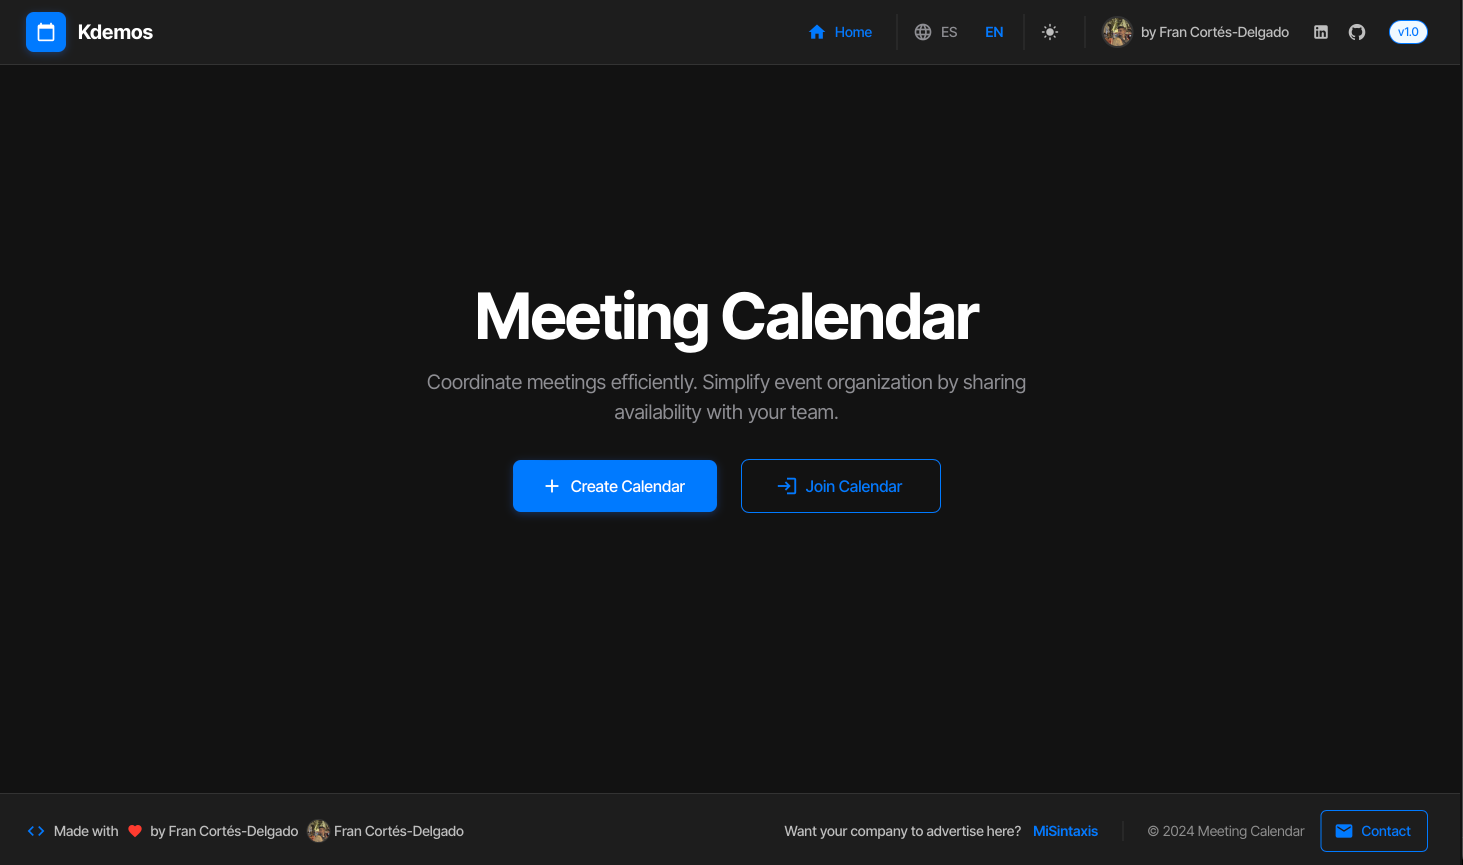 Kdemos
Home
ES
EN
by Fran Cortés-Delgado
v1.0
Meeting Calendar
Coordinate meetings efficiently. Simplify event organization by sharing
availability with your team.
Create Calendar
Join Calendar
Made with
by Fran Cortés-Delgado
Fran Cortés-Delgado
Want your company to advertise here?
MiSintaxis
© 2024 Meeting Calendar
Contact